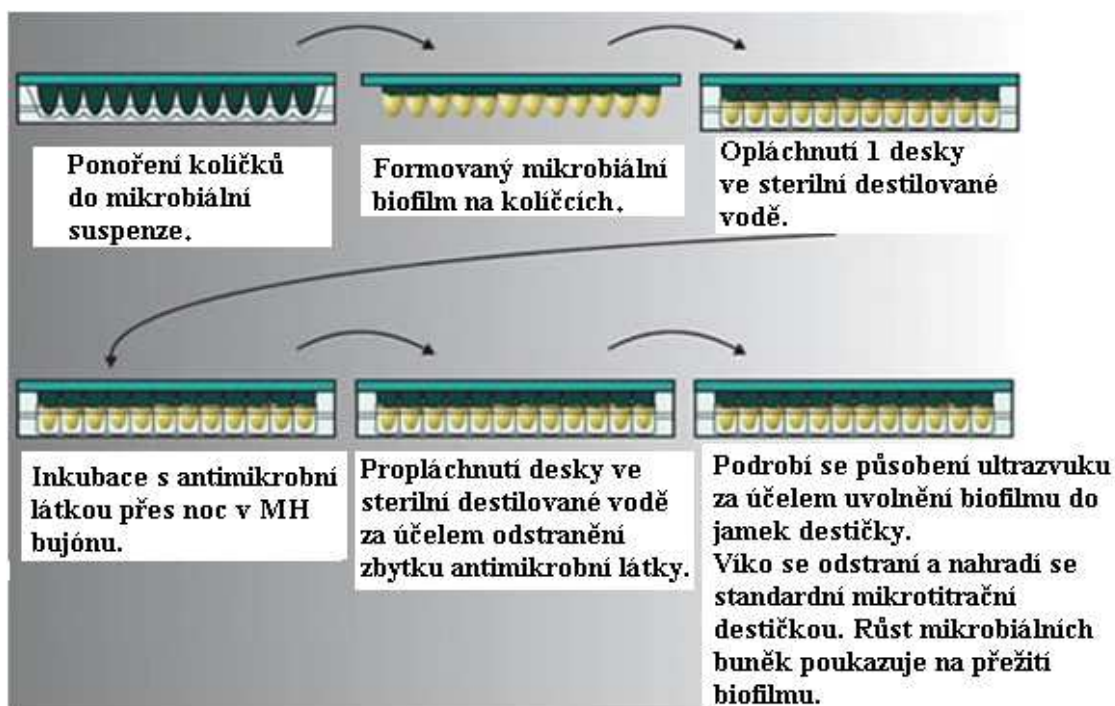 Ponoření kolíčků
do mikrobiální
suspenze.
Formovaný mikrobiální
biofilm na kolíčcích.
Opláchnutí 1 desky
ve sterilní destilované
vodě.
Inkubace s antimikrobní
látkou přes noc v MH
bujónu.
Propláchnutí desky ve
sterilní destilované vodě
za účelem odstranění
zbytku antimikrobní látky.
Podrobí se působení ultrazvuku
za účelem uvolnění biofilmu do
jamek destičky.
Víko se odstraní a nahradí se
standardní mikrotitrační
destičkou. Růst mikrobiálních
buněk poukazuje na přežití
biofilmu.